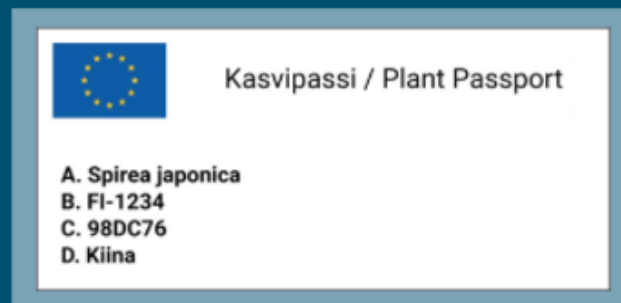 Kasvipassi / Plant Passport
A. Spirea japonica
B. FI-1234
C. 98DC76
D. Kiina